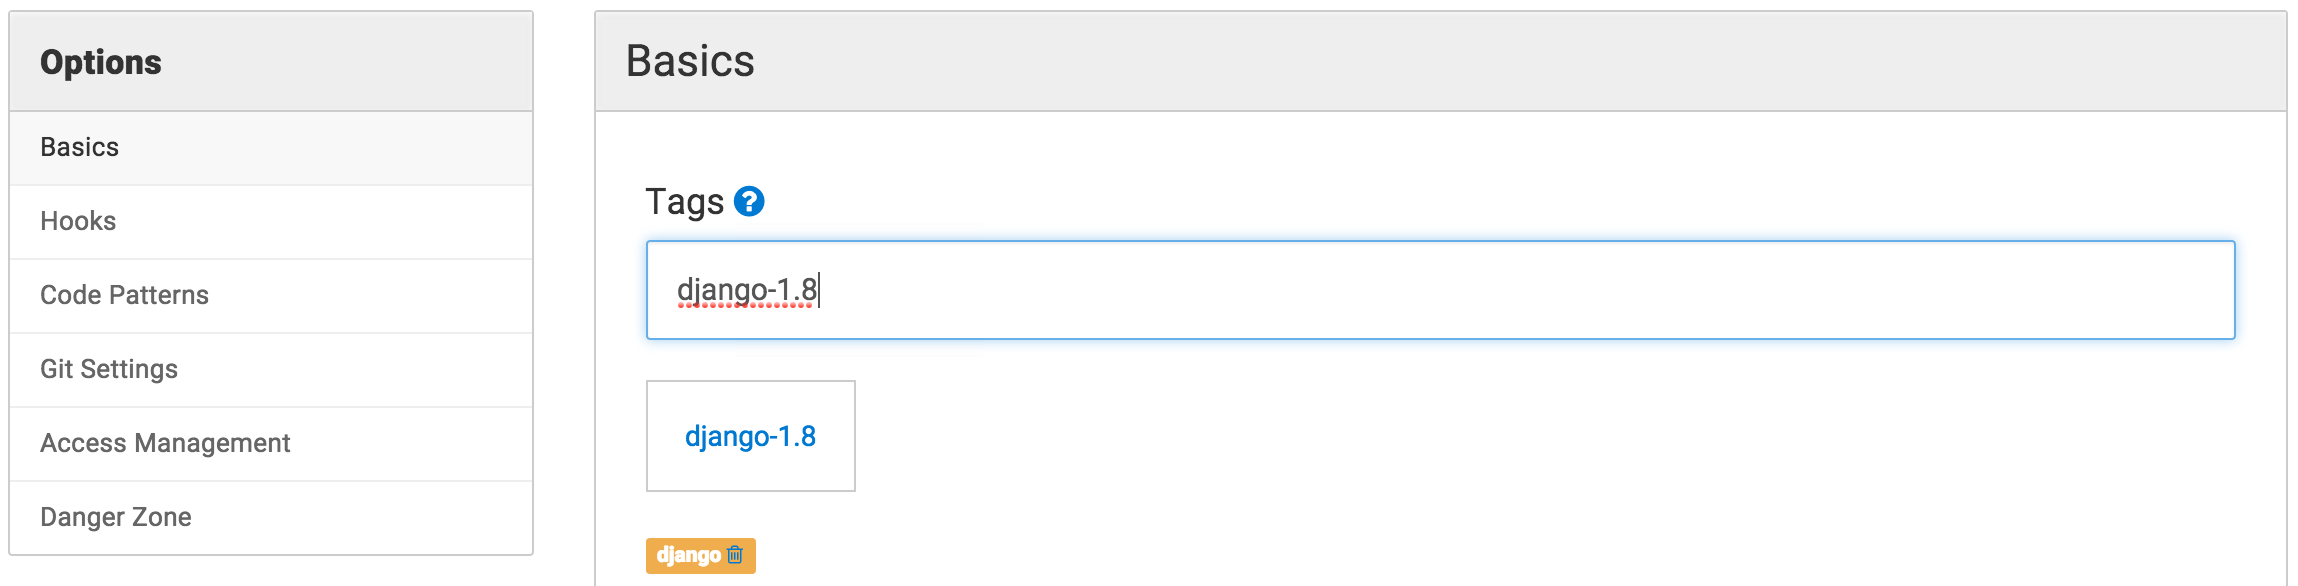 Options
Basics
Hooks
Code Patterns
Git Settings
Access Management
Danger Zone
Basics
Tags ?
django-1.8
django-1.8
django